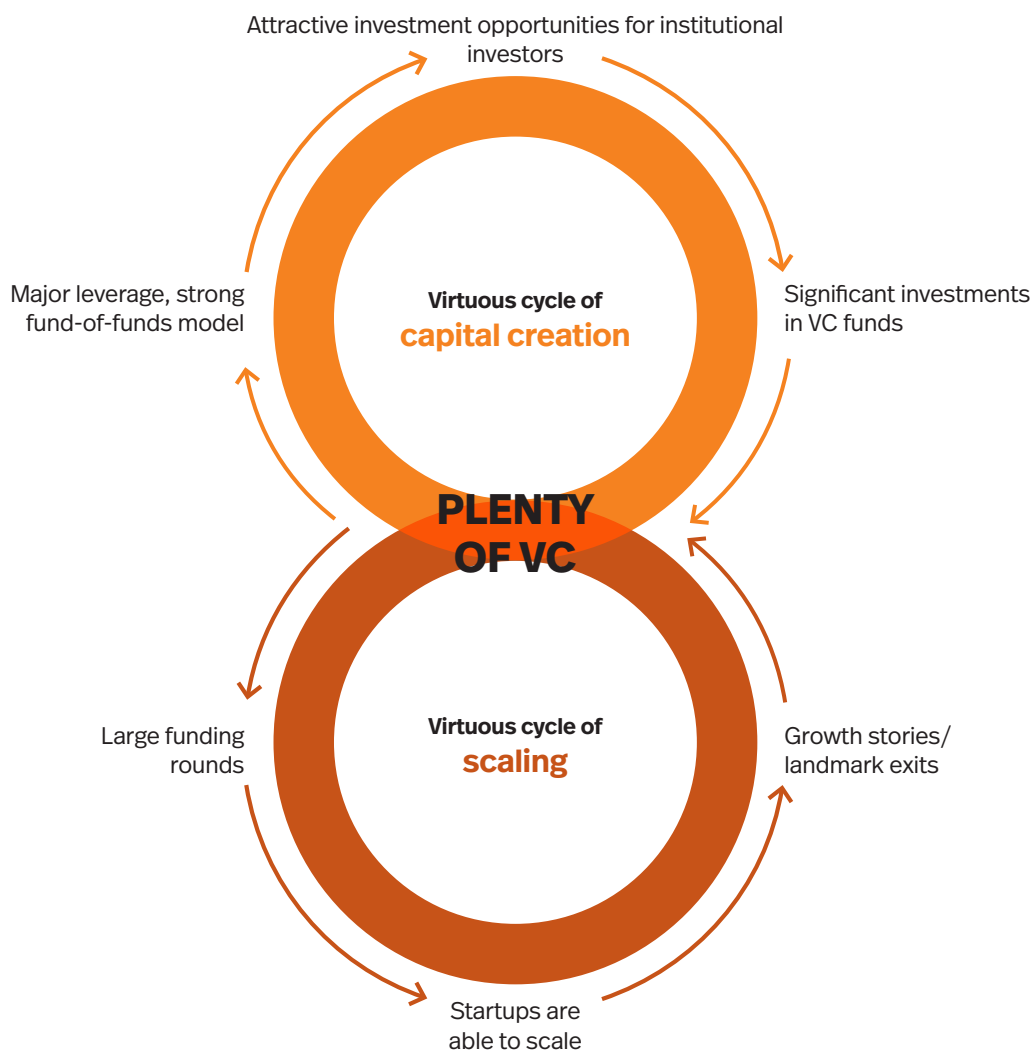 Attractive investment opportunities for institutional
investors
Major leverage, strong
fund-of-funds model
Virtuous cycle of
capital creation
Significant investments
in VC funds
PLENTY
OF VC
Large funding
rounds
Virtuous cycle of
scaling
Growth stories/
landmark exits
Startups are
able to scale